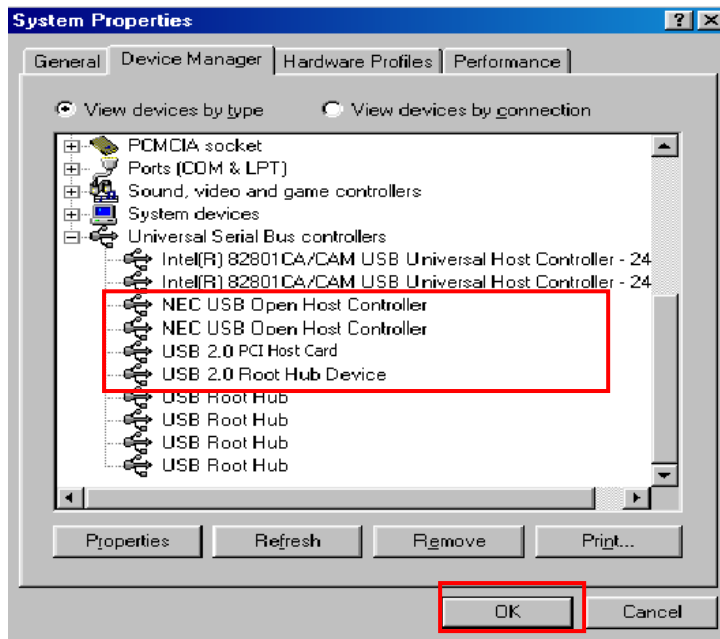 System Properties
General Device Manager Hardware Profiles Performance
View devices by type View devices by connection
PCMCIA socket
Ports (COM & LPT)
Sound, video and game controllers
System devices
Universal Serial Bus controllers
Intel(R) 82801CA/CAM USB Universal Host Controller - 24
Intel(R) 82801CA/CAM USB Universal Host Controller - 24
NEC USB Open Host Controller
NEC USB Open Host Controller
USB 2.0 PCI Host Card
USB 2.0 Root Hub Device
USB Root Hub
USB Root Hub
USB Root Hub
USB Root Hub
Properties Refresh Remove Print...
OK Cancel